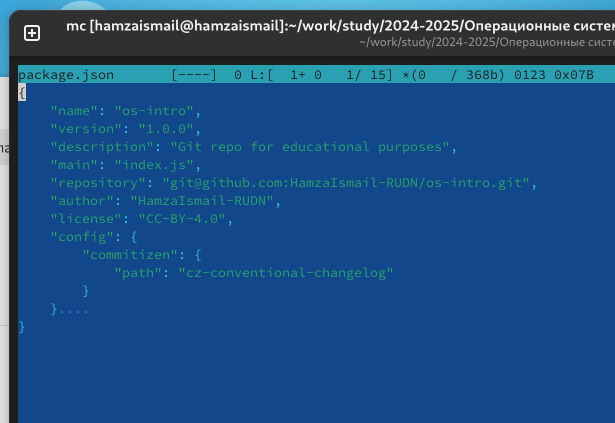 mc [hamzaismail@hamzaismail]:~/work/study/2024-2025/Операционные систем
~/work/study/2024-2025/Операционные систе
package.json       [----]  0 L:[  1+ 0   1/ 15] *(0   / 368b) 0123 0x07B
{
    "name": "os-intro",
    "version": "1.0.0",
    "description": "Git repo for educational purposes",
    "main": "index.js",
    "repository": "git@github.com:HamzaIsmail-RUDN/os-intro.git",
    "author": "HamzaIsmail-RUDN",
    "license": "CC-BY-4.0",
    "config": {
        "commitizen": {
            "path": "cz-conventional-changelog"
        }
    }....
}